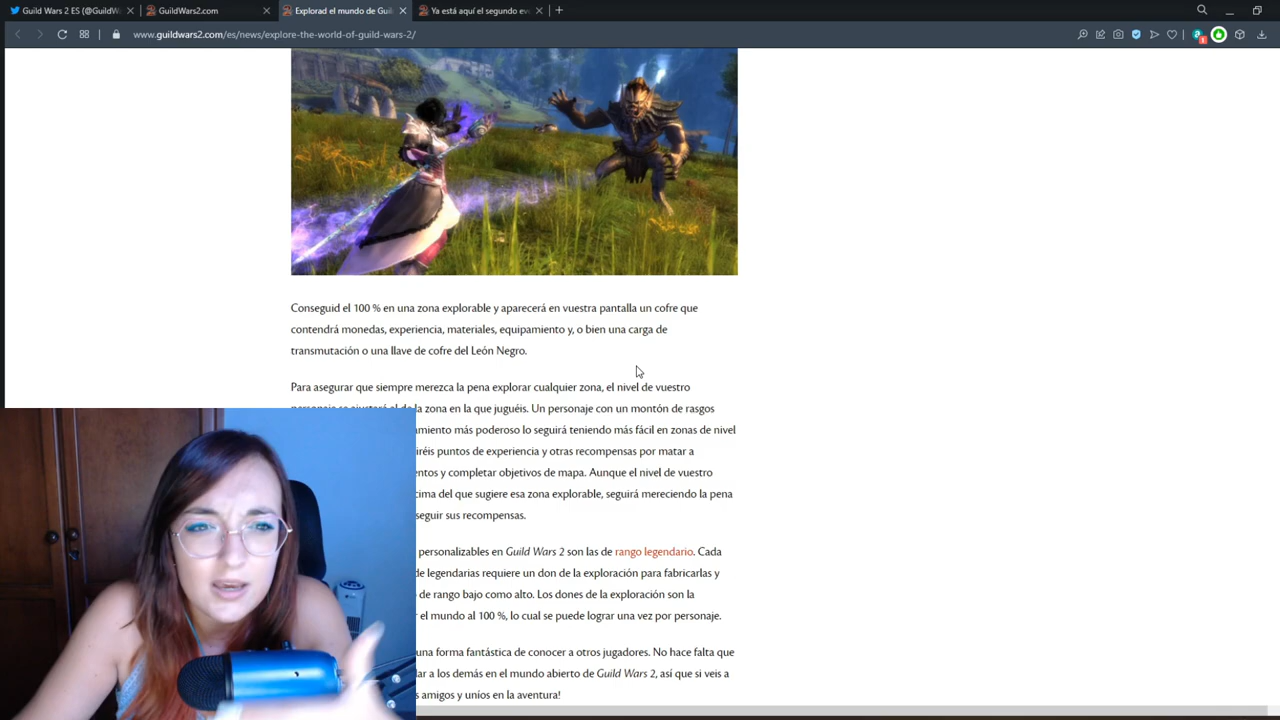 Guild Wars 2 ES (@GuildW
GuildWars2.com
Explorad el mundo de Guild
Ya está aquí el segundo ev
www.guildwars2.com/es/news/explore-the-world-of-guild-wars-2/
1
Conseguid el 100 % en una zona explorable y aparecerá en vuestra pantalla un cofre que
contendrá monedas, experiencia, materiales, equipamiento y, o bien una carga de
transmutación o una llave de cofre del León Negro.
Para asegurar que siempre merezca la pena explorar cualquier zona, el nivel de vuestro
personaje se ajustará al de la zona en la que juguéis. Un personaje con un montón de rasgos
amiento más poderoso lo seguirá teniendo más fácil en zonas de nivel
iréis puntos de experiencia y otras recompensas por matar a
entos y completar objetivos de mapa. Aunque el nivel de vuestro
cima del que sugiere esa zona explorable, seguirá mereciendo la pena
seguir sus recompensas.
personalizables en Guild Wars 2 son las de rango legendario. Cada
de legendarias requiere un don de la exploración para fabricarlas y
de rango bajo como alto. Los dones de la exploración son la
r el mundo al 100 %, lo cual se puede lograr una vez por personaje.
una forma fantástica de conocer a otros jugadores. No hace falta que
lar a los demás en el mundo abierto de Guild Wars 2, así que si veis a
s amigos y uníos en la aventura!